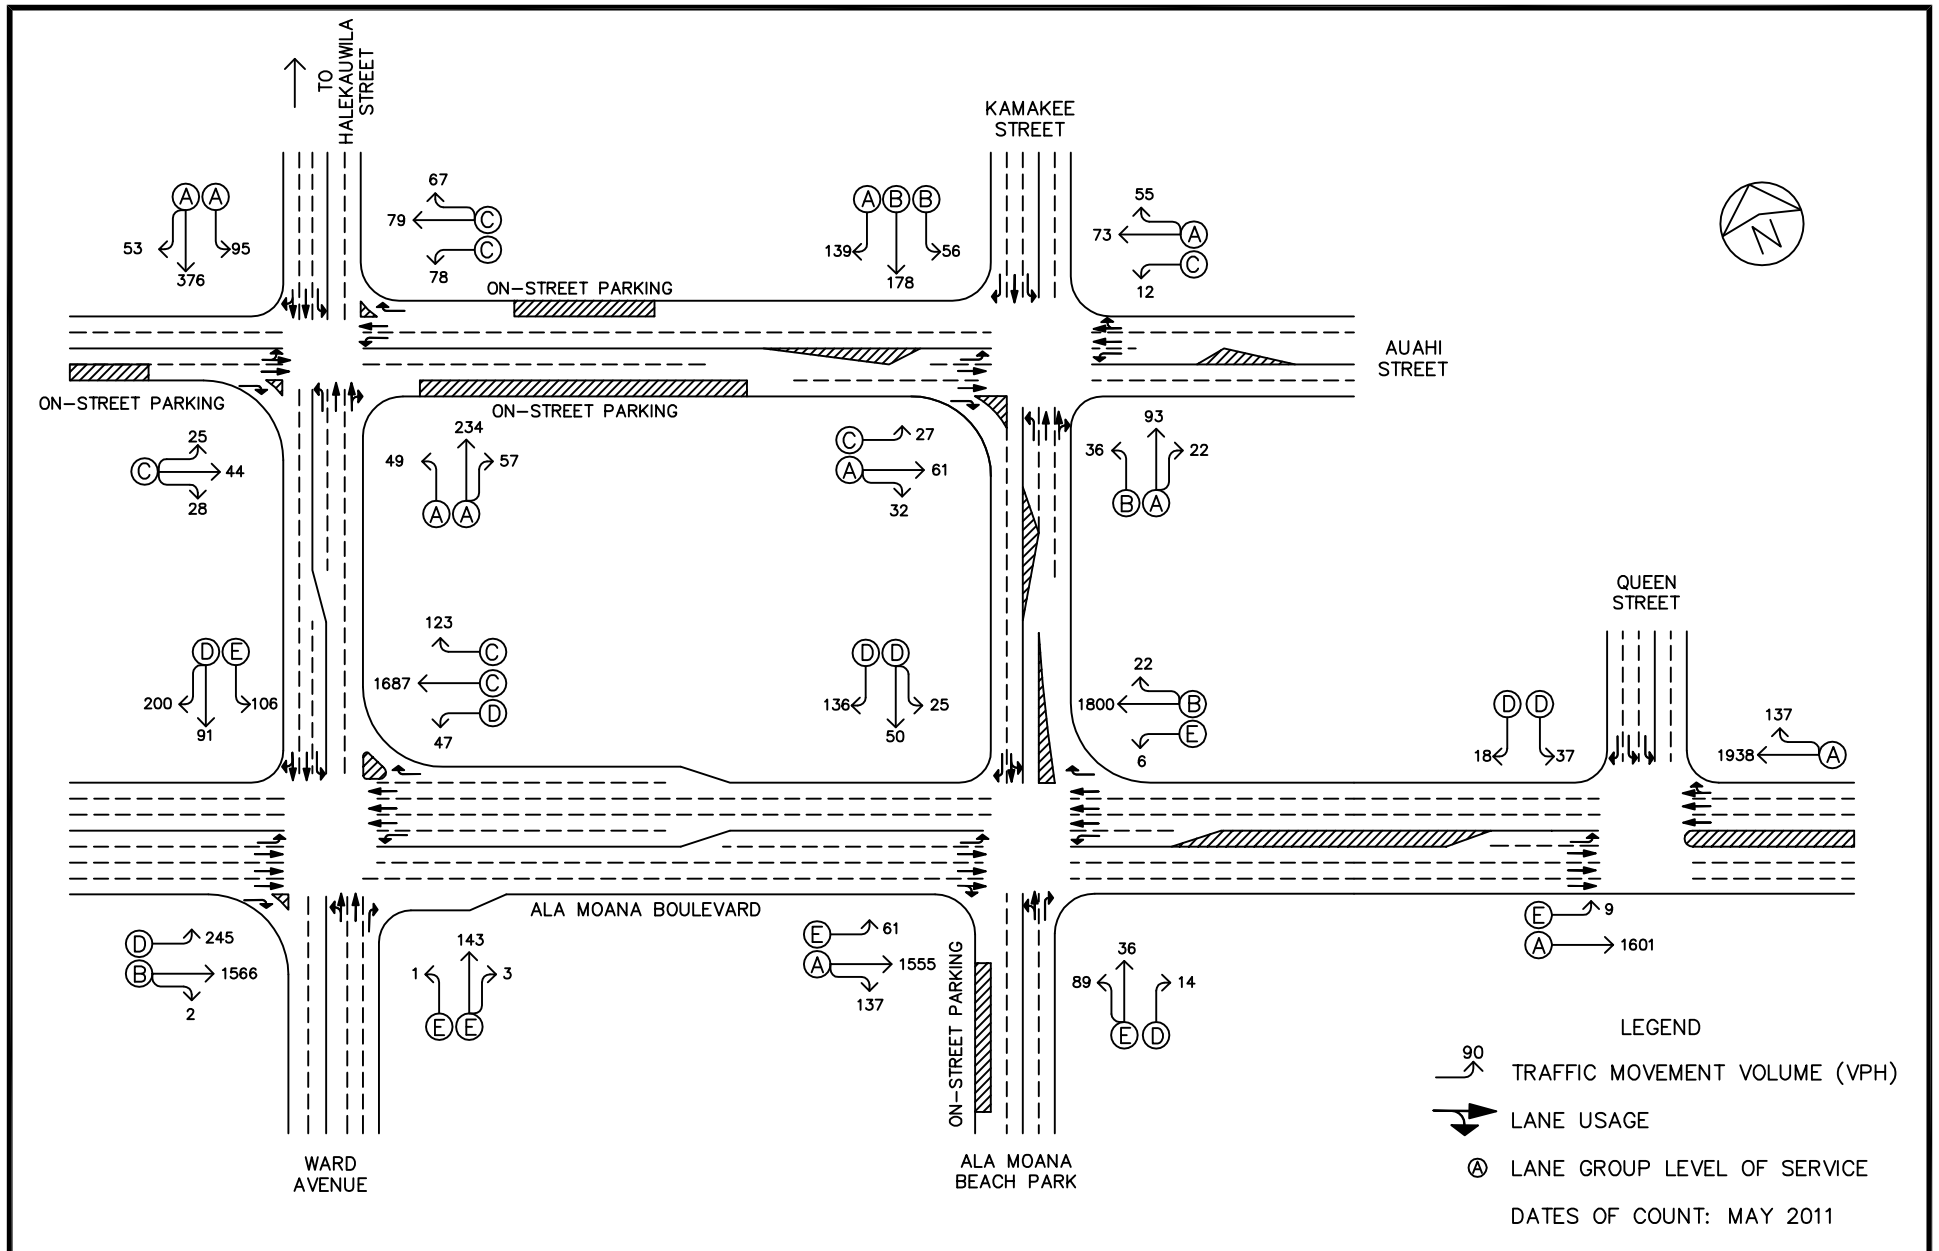 TO
HALEKAUWILA
STREET
KAMAKEE
STREET
A A
53
376
95
67
79
C
C
78
A B B
139
178
56
55
73
A
C
12
N
ON-STREET PARKING
AUAHI
STREET
ON-STREET PARKING
ON-STREET PARKING
25
C
44
28
234
49
57
A A
C
27
A
61
32
93
36
22
B A
QUEEN
STREET
D E
200
91
106
123
C
1687
C
D
47
D D
136
50
25
22
1800
B
E
6
D D
18
37
137
1938
A
ALA MOANA BOULEVARD
D
245
B
1566
2
143
1
3
E E
E
61
A
1555
137
ON-STREET PARKING
36
89
14
E D
E
9
A
1601
WARD
AVENUE
ALA MOANA
BEACH PARK
LEGEND
90
TRAFFIC MOVEMENT VOLUME (VPH)
LANE USAGE
A LANE GROUP LEVEL OF SERVICE
DATES OF COUNT: MAY 2011